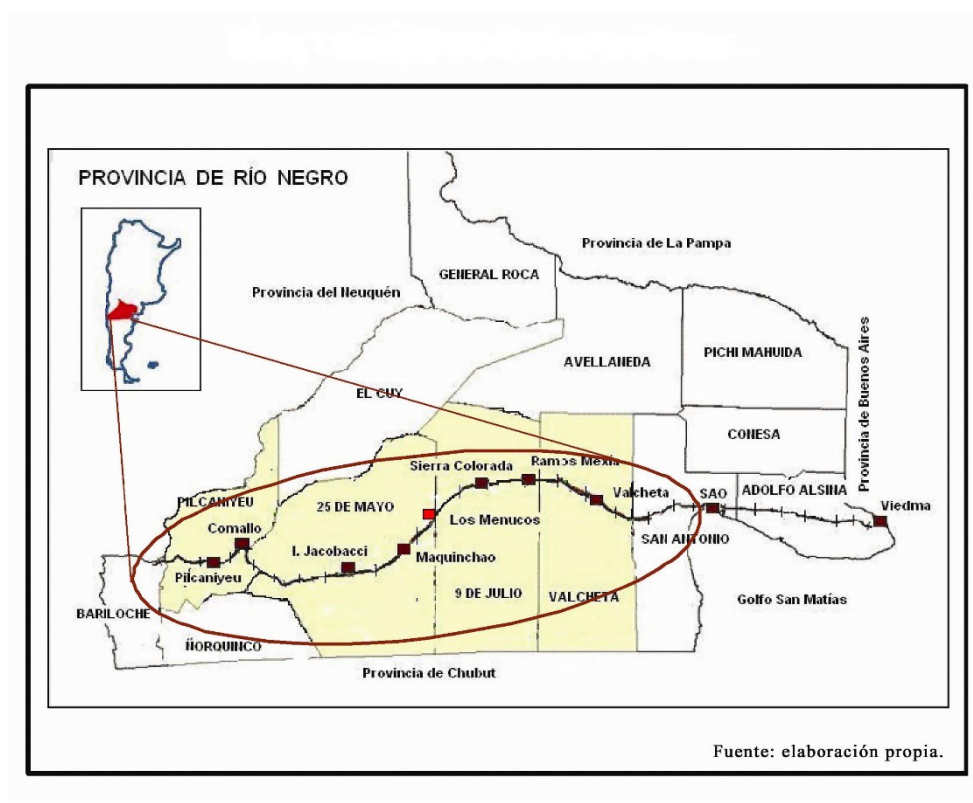 PROVINCIA DE RÍO NEGRO
Provincia de La Pampa
GENERAL ROCA
Provincia del Neuquén
Provincia de Buenos Aires
AVELLANEDA
PICHI MAHUIDA
EL CUY
CONESA
Sierra Colorada
Ramos Mexía
PILCANIYEU
25 DE MAYO
Valcheta
SAO
ADOLFO ALSINA
Viedma
Comallo
Los Menucos
SAN ANTONIO
I. Jacobacci
Maquinchao
Pilcaniyeu
9 DE JULIO
VALCHETA
Golfo San Matías
BARILOCHE
ÑORQUINCO
Provincia de Chubut
Fuente: elaboración propia.